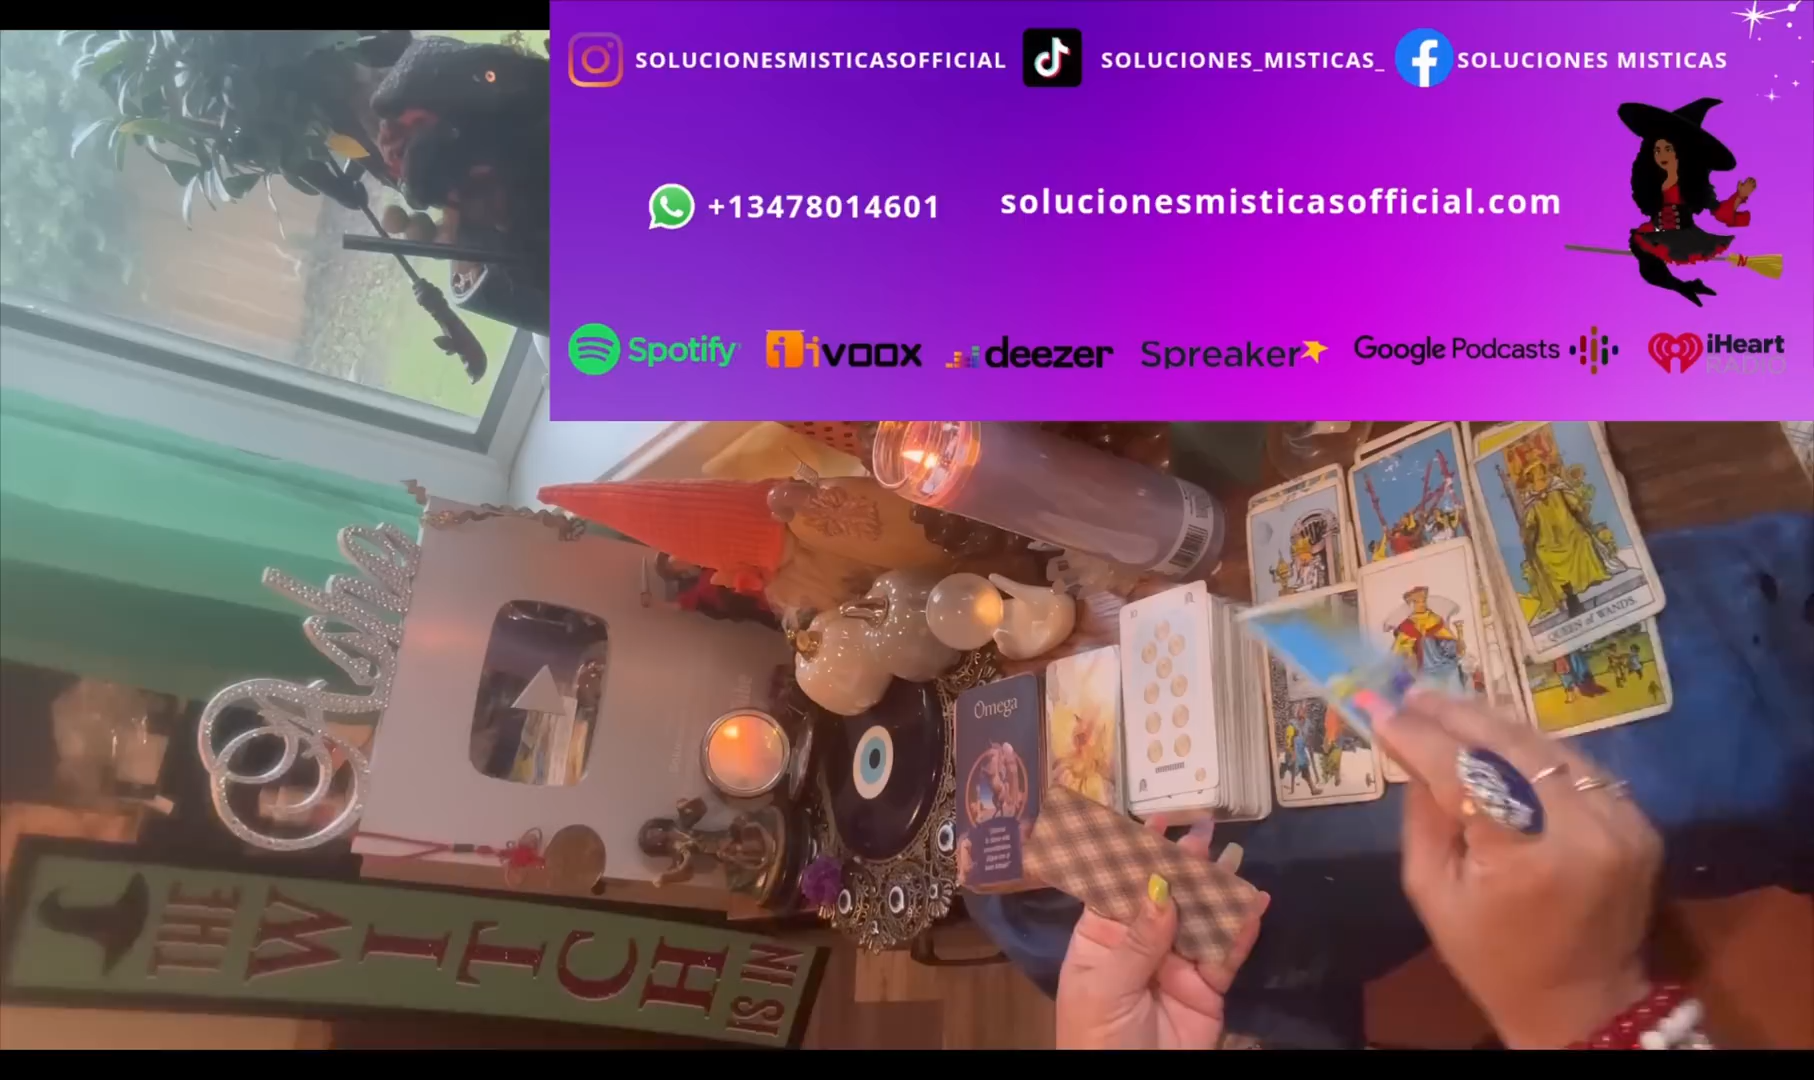 SOLUCIONESMISTICASOFFICIAL
SOLUCIONES_MISTICAS_
SOLUCIONES MISTICAS
+13478014601
solucionesmisticasofficial.com
Spotify
iVOOX
deezer
Spreaker
Google Podcasts
iHeart
RADIO
QUEEN of WANDS.
Omega
THE
WITCH
IS IN